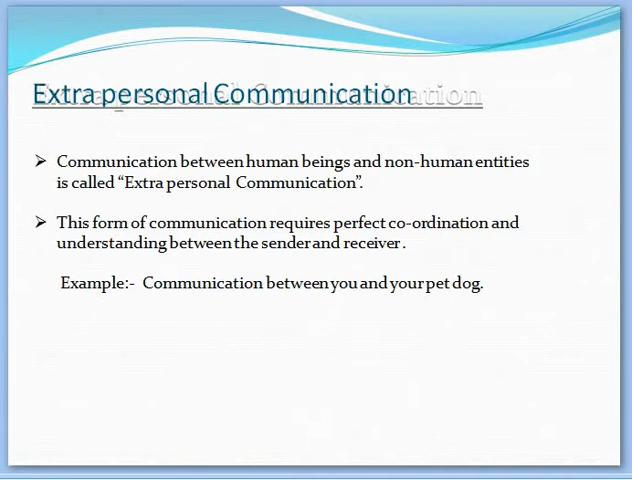 Extra personal Communication
Communication between human beings and non-human entities
is called “Extra personal Communication”.
This form of communication requires perfect co-ordination and
understanding between the sender and receiver .
Example:- Communication between you and your pet dog.